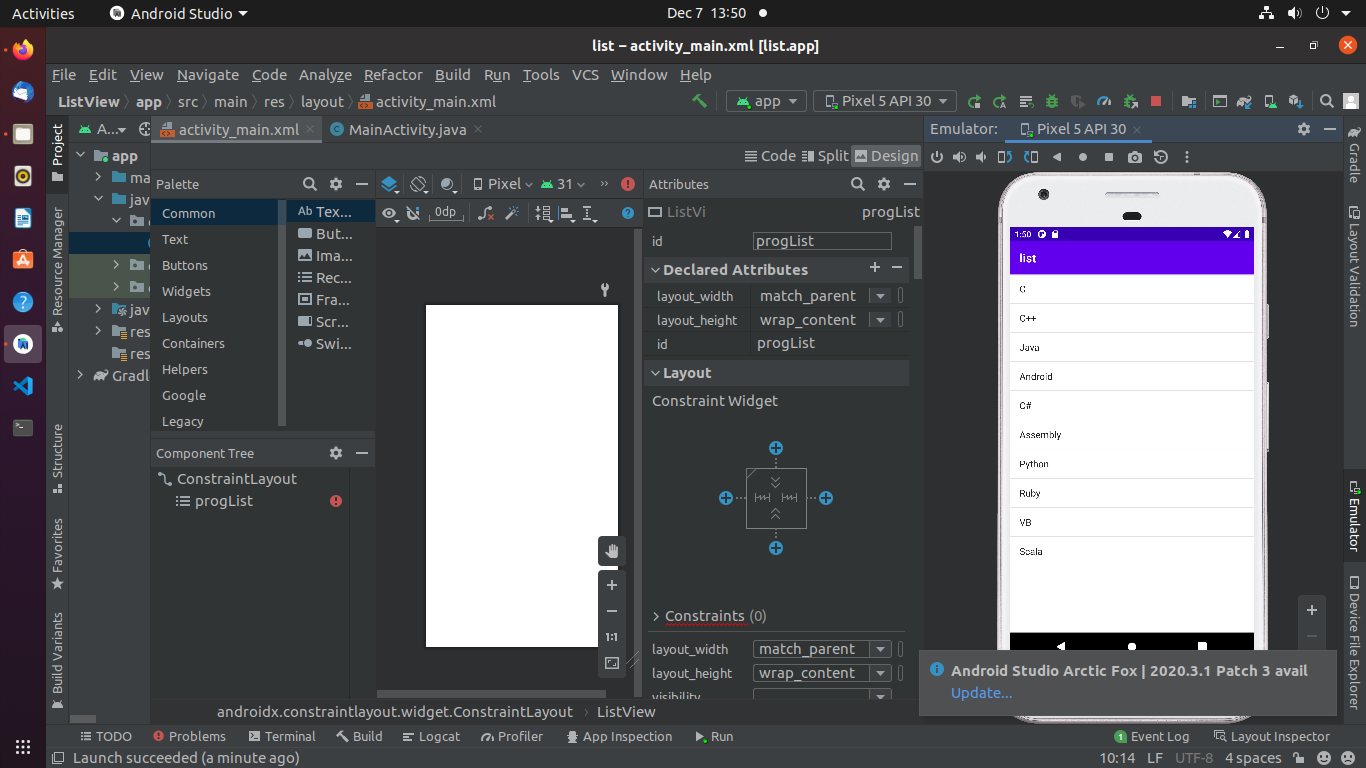 Activities
Android Studio
Dec 7 13:50
list – activity_main.xml [list.app]
File Edit View Navigate Code Analyze Refactor Build Run Tools VCS Window Help
ListView app src main res layout activity_main.xml
app
Pixel 5 API 30
Project
Resource Manager
Structure
Favorites
Build Variants
A...
app
ma
jav
jav
res
res
Gradle
activity_main.xml
MainActivity.java
Code Split Design
Palette
Common
Text
Buttons
Widgets
Layouts
Containers
Helpers
Google
Legacy
Ab Tex...
But...
Ima...
Rec...
Fra...
Scr...
Swi...
Component Tree
ConstraintLayout
progList
Pixel 31 »
0dp
1:1
Attributes
ListVi progList
id progList
Declared Attributes
layout_width match_parent
layout_height wrap_content
id progList
Layout
Constraint Widget
Constraints (0)
layout_width match_parent
layout_height wrap_content
visibility
Emulator: Pixel 5 API 30
1:50
list
C
C++
Java
Android
C#
Assembly
Python
Ruby
VB
Scala
Android Studio Arctic Fox | 2020.3.1 Patch 3 avail
Update...
Gradle
Layout Validation
Emulator
Device File Explorer
androidx.constraintlayout.widget.ConstraintLayout ListView
TODO Problems Terminal Build Logcat Profiler App Inspection Run
1 Event Log Layout Inspector
Launch succeeded (a minute ago)
10:14 LF UTF-8 4 spaces